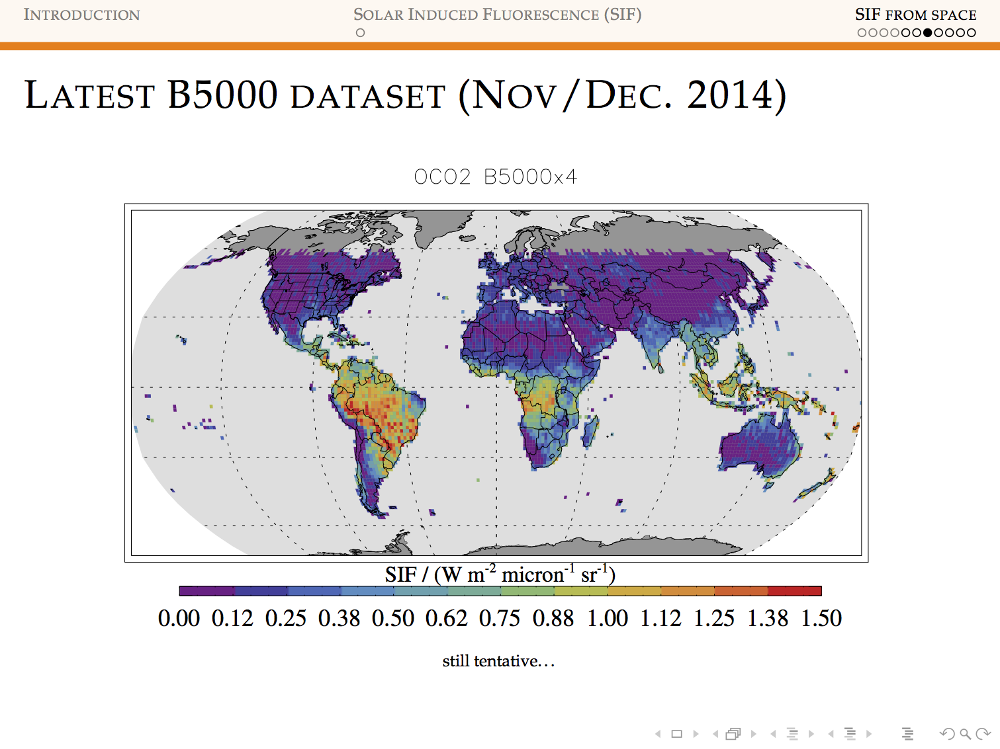 INTRODUCTION
SOLAR INDUCED FLUORESCENCE (SIF)
SIF FROM SPACE
LATEST B5000 DATASET (NOV/DEC. 2014)
OCO2 B5000x4
SIF / (W m⁻² micron⁻¹ sr⁻¹)
0.00 0.12 0.25 0.38 0.50 0.62 0.75 0.88 1.00 1.12 1.25 1.38 1.50
still tentative...